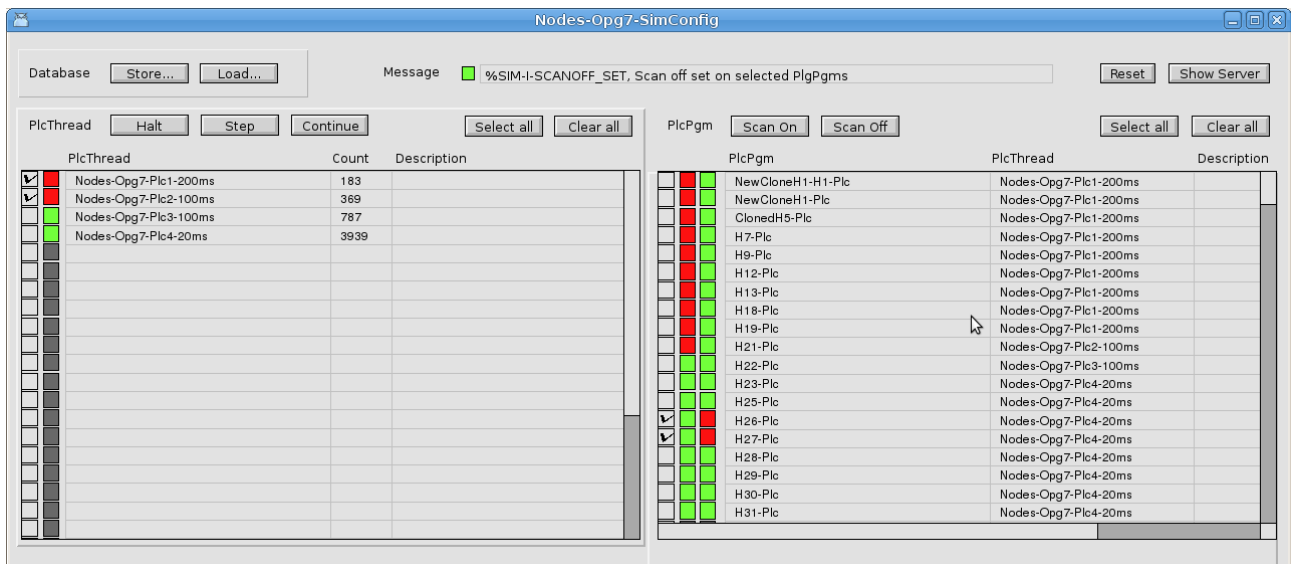 Nodes-Opg7-SimConfig
Database Store... Load... Message %SIM-I-SCANOFF_SET, Scan off set on selected PlgPgms Reset Show Server
PlcThread Halt Step Continue Select all Clear all
PlcThread Count Description
Nodes-Opg7-Plc1-200ms 183
Nodes-Opg7-Plc2-100ms 369
Nodes-Opg7-Plc3-100ms 787
Nodes-Opg7-Plc4-20ms 3939
PlcPgm Scan On Scan Off Select all Clear all
PlcPgm PlcThread Description
NewCloneH1-H1-Plc Nodes-Opg7-Plc1-200ms
NewCloneH1-Plc Nodes-Opg7-Plc1-200ms
ClonedH5-Plc Nodes-Opg7-Plc1-200ms
H7-Plc Nodes-Opg7-Plc1-200ms
H9-Plc Nodes-Opg7-Plc1-200ms
H12-Plc Nodes-Opg7-Plc1-200ms
H13-Plc Nodes-Opg7-Plc1-200ms
H18-Plc Nodes-Opg7-Plc1-200ms
H19-Plc Nodes-Opg7-Plc1-200ms
H21-Plc Nodes-Opg7-Plc2-100ms
H22-Plc Nodes-Opg7-Plc3-100ms
H23-Plc Nodes-Opg7-Plc4-20ms
H25-Plc Nodes-Opg7-Plc4-20ms
H26-Plc Nodes-Opg7-Plc4-20ms
H27-Plc Nodes-Opg7-Plc4-20ms
H28-Plc Nodes-Opg7-Plc4-20ms
H29-Plc Nodes-Opg7-Plc4-20ms
H30-Plc Nodes-Opg7-Plc4-20ms
H31-Plc Nodes-Opg7-Plc4-20ms